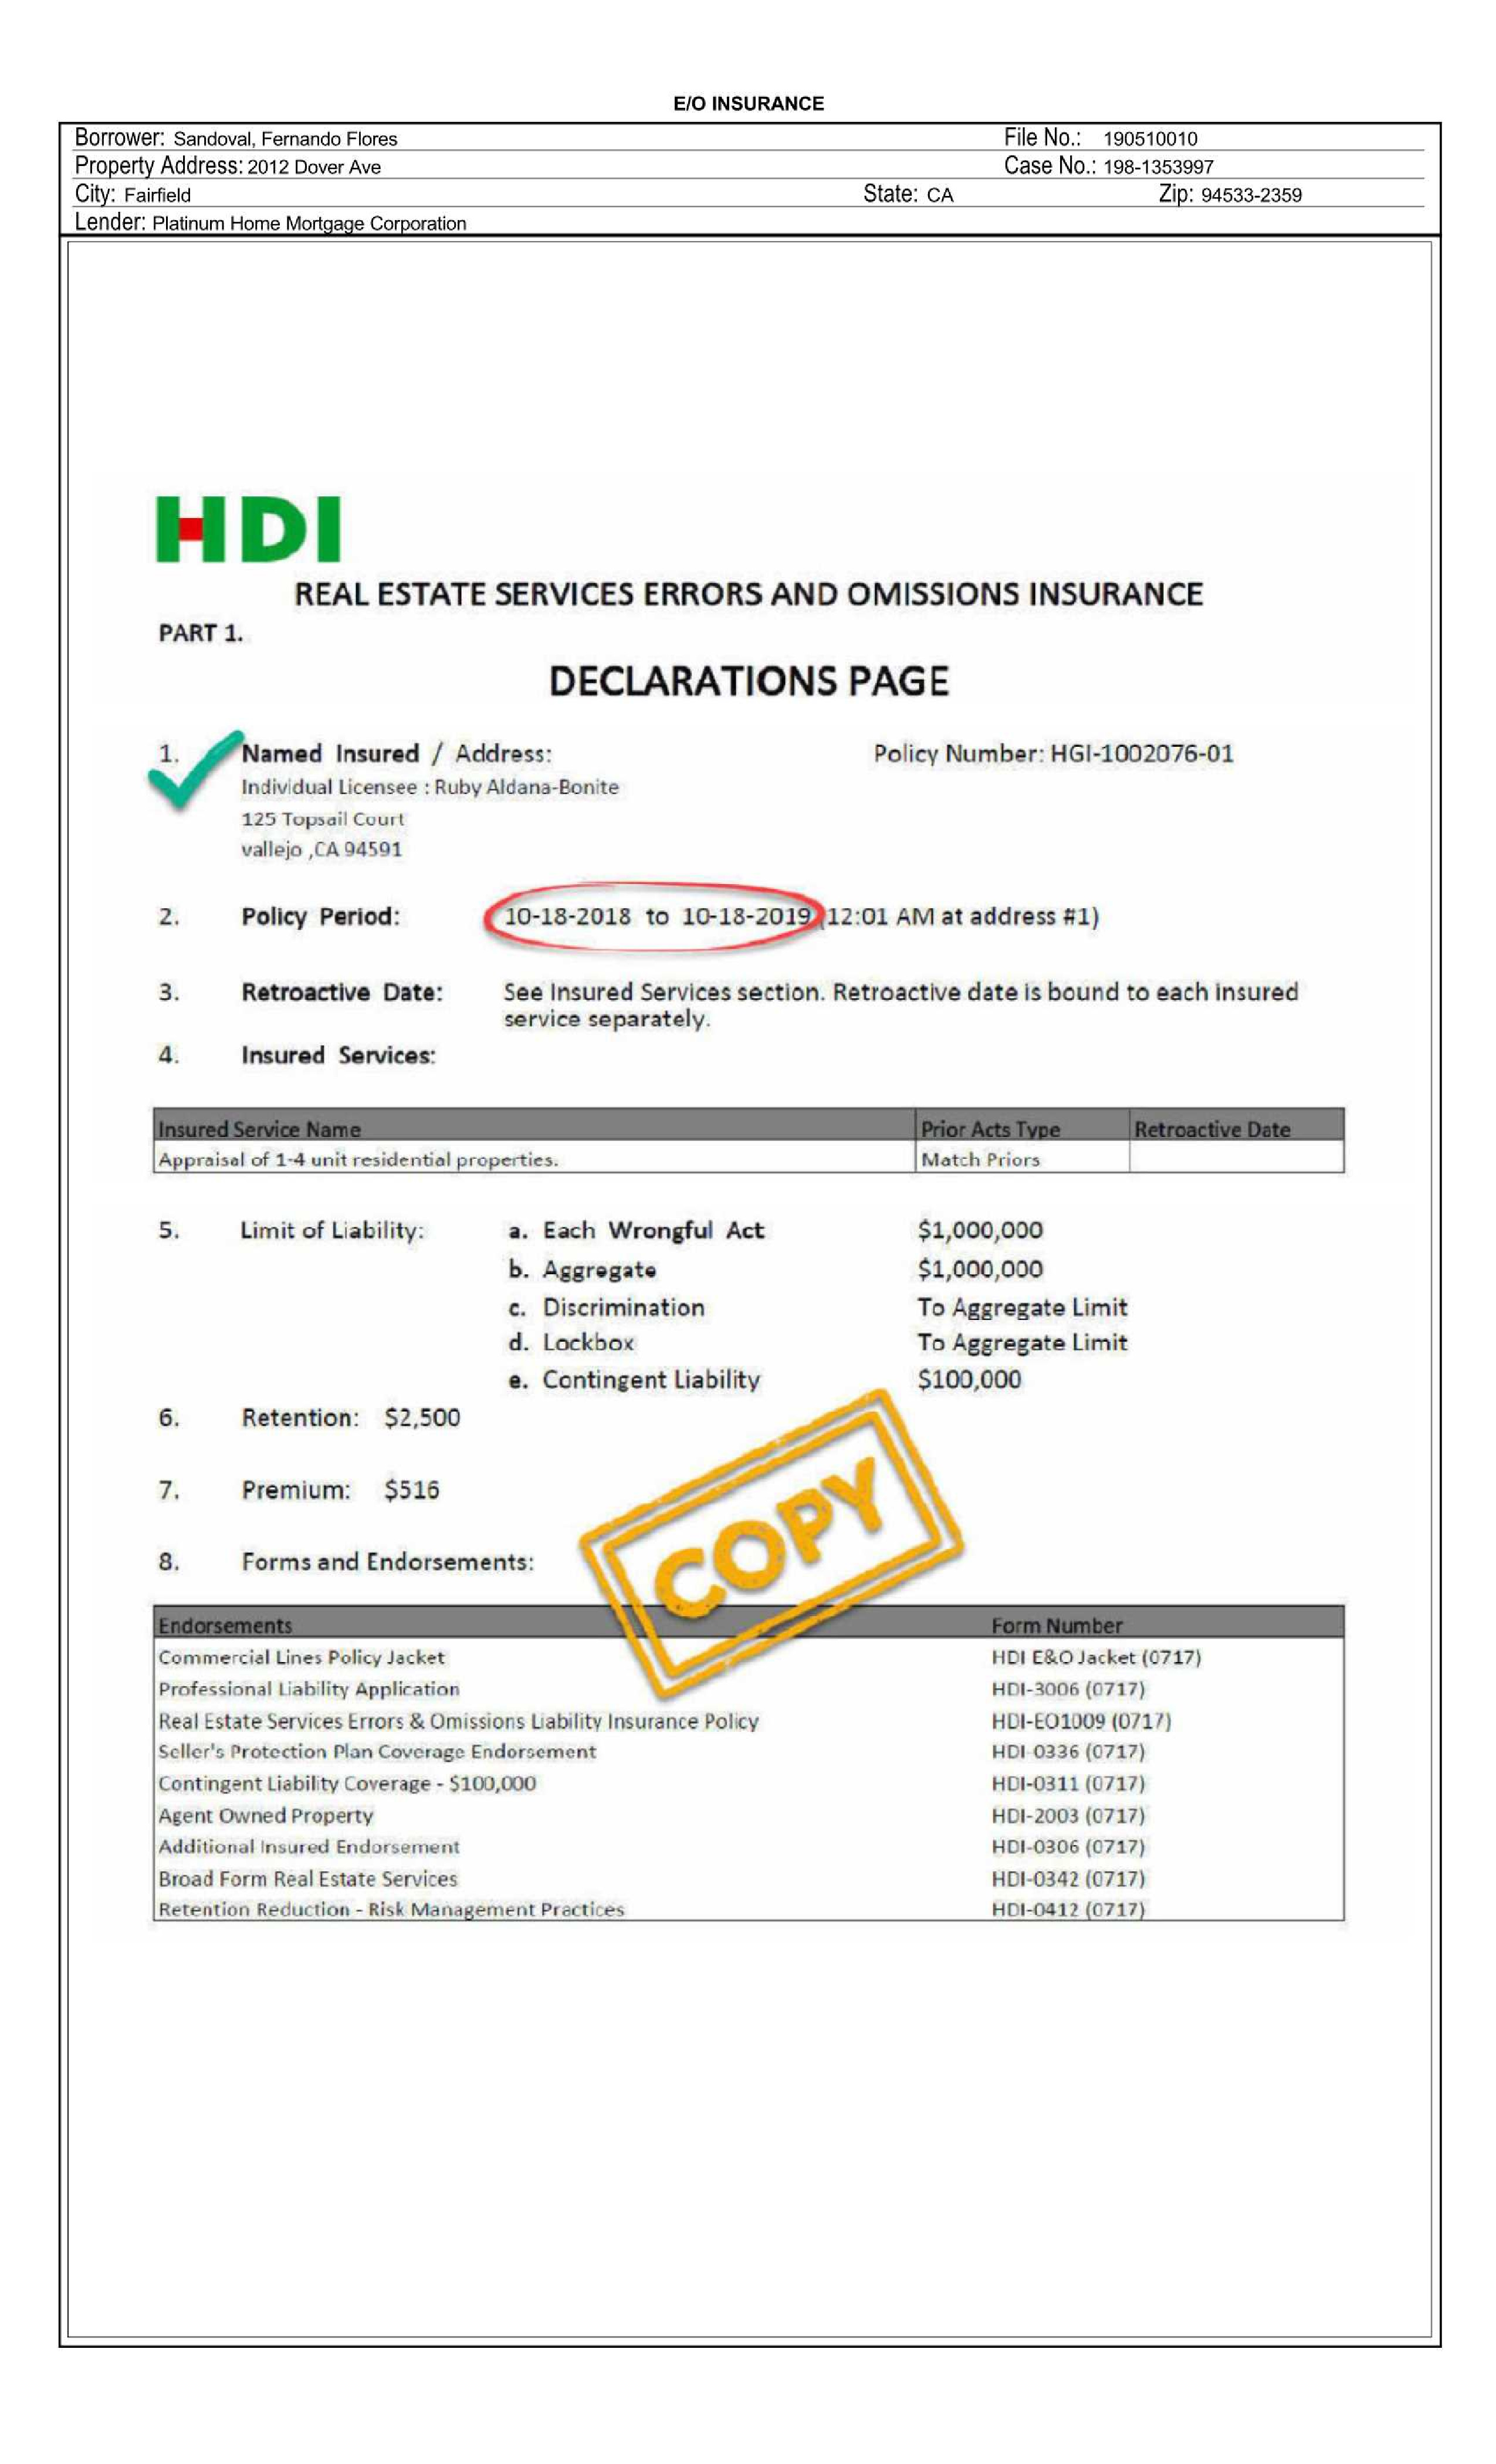 E/O INSURANCE
Borrower: Sandoval, Fernando Flores File No.: 190510010
Property Address: 2012 Dover Ave Case No.: 198-1353997
City: Fairfield State: CA Zip: 94533-2359
Lender: Platinum Home Mortgage Corporation
HDI
REAL ESTATE SERVICES ERRORS AND OMISSIONS INSURANCE
PART 1.
DECLARATIONS PAGE
1. Named Insured / Address: Policy Number: HGI-1002076-01
Individual Licensee : Ruby Aldana-Bonite
125 Topsail Court
vallejo ,CA 94591
2. Policy Period: 10-18-2018 to 10-18-2019 (12:01 AM at address #1)
3. Retroactive Date: See Insured Services section. Retroactive date is bound to each insured
service separately.
4. Insured Services:
Insured Service Name Prior Acts Type Retroactive Date
Appraisal of 1-4 unit residential properties. Match Priors
5. Limit of Liability: a. Each Wrongful Act $1,000,000
b. Aggregate $1,000,000
c. Discrimination To Aggregate Limit
d. Lockbox To Aggregate Limit
e. Contingent Liability $100,000
6. Retention: $2,500
7. Premium: $516
COPY
8. Forms and Endorsements:
Endorsements Form Number
Commercial Lines Policy Jacket HDI E&O Jacket (0717)
Professional Liability Application HDI-3006 (0717)
Real Estate Services Errors & Omissions Liability Insurance Policy HDI-EO1009 (0717)
Seller's Protection Plan Coverage Endorsement HDI-0336 (0717)
Contingent Liability Coverage - $100,000 HDI-0311 (0717)
Agent Owned Property HDI-2003 (0717)
Additional Insured Endorsement HDI-0306 (0717)
Broad Form Real Estate Services HDI-0342 (0717)
Retention Reduction - Risk Management Practices HDI-0412 (0717)